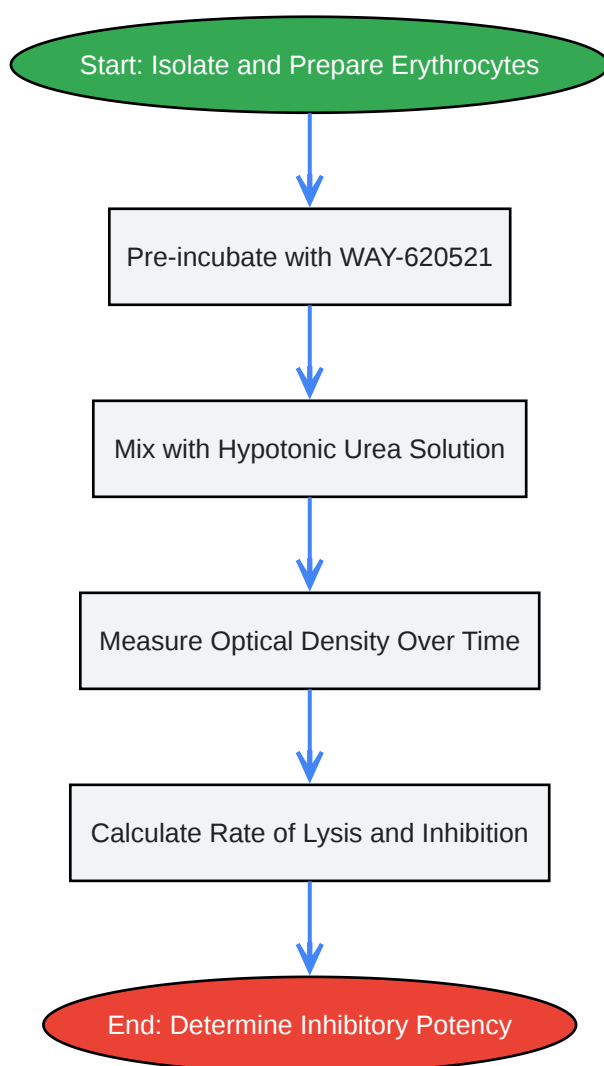 Start: Isolate and Prepare Erythrocytes
Pre-incubate with WAY-620521
Mix with Hypotonic Urea Solution
Measure Optical Density Over Time
Calculate Rate of Lysis and Inhibition
End: Determine Inhibitory Potency